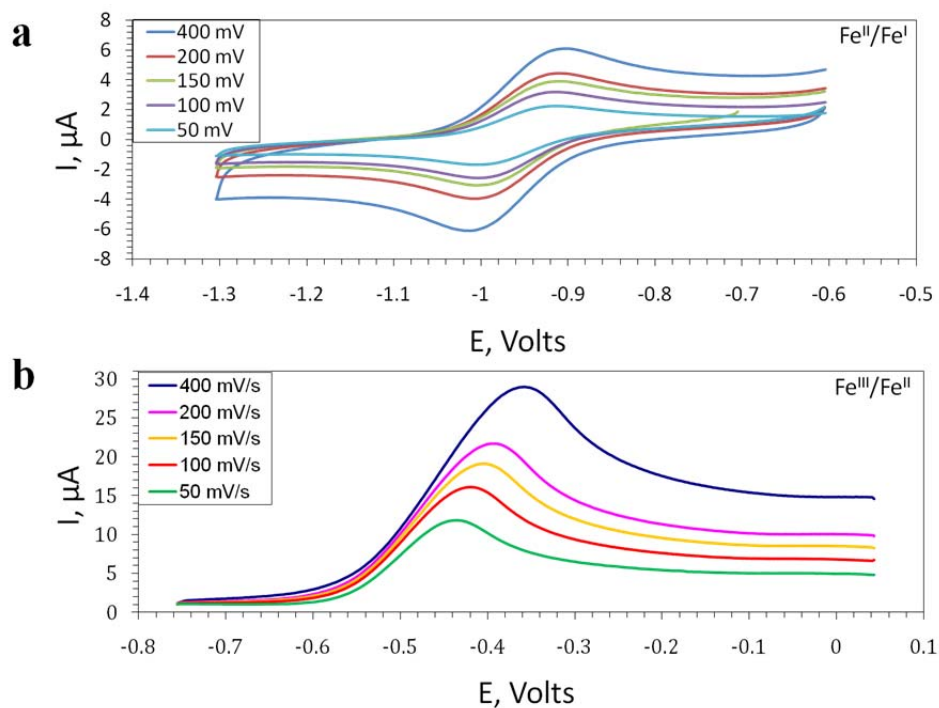 a
400 mV
200 mV
150 mV
100 mV
50 mV
Fe^II/Fe^I
8
6
4
2
0
-2
-4
-6
-8
I, µA
-1.4 -1.3 -1.2 -1.1 -1 -0.9 -0.8 -0.7 -0.6 -0.5
E, Volts
b
400 mV/s
200 mV/s
150 mV/s
100 mV/s
50 mV/s
Fe^III/Fe^II
30
25
20
15
10
5
0
I, µA
-0.8 -0.7 -0.6 -0.5 -0.4 -0.3 -0.2 -0.1 0 0.1
E, Volts